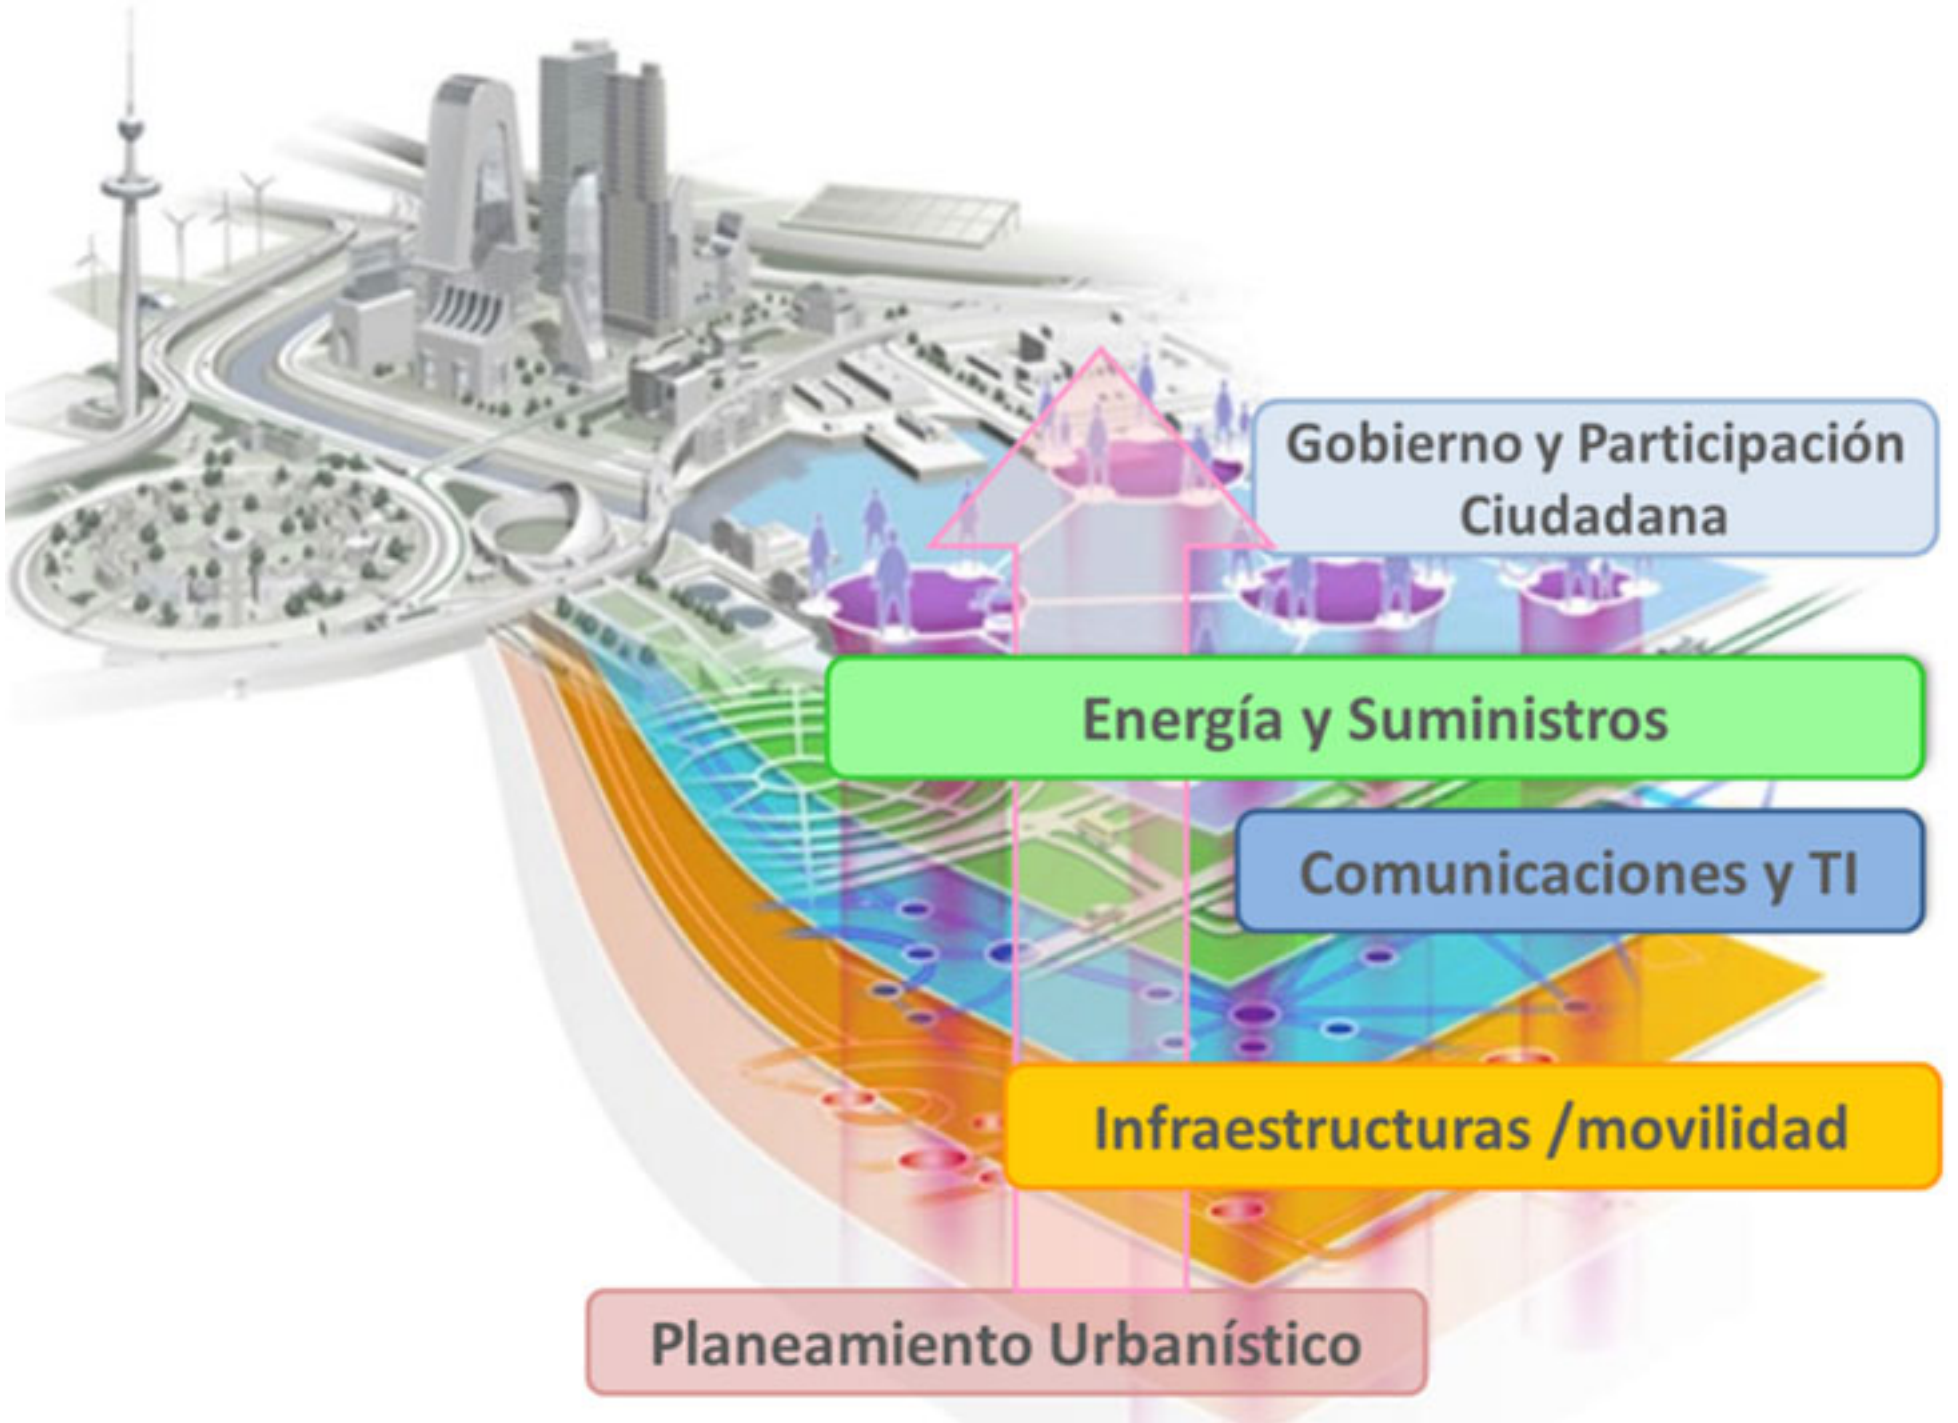 Gobierno y Participación
Ciudadana
Energía y Suministros
Comunicaciones y TI
Infraestructuras /movilidad
Planeamiento Urbanístico